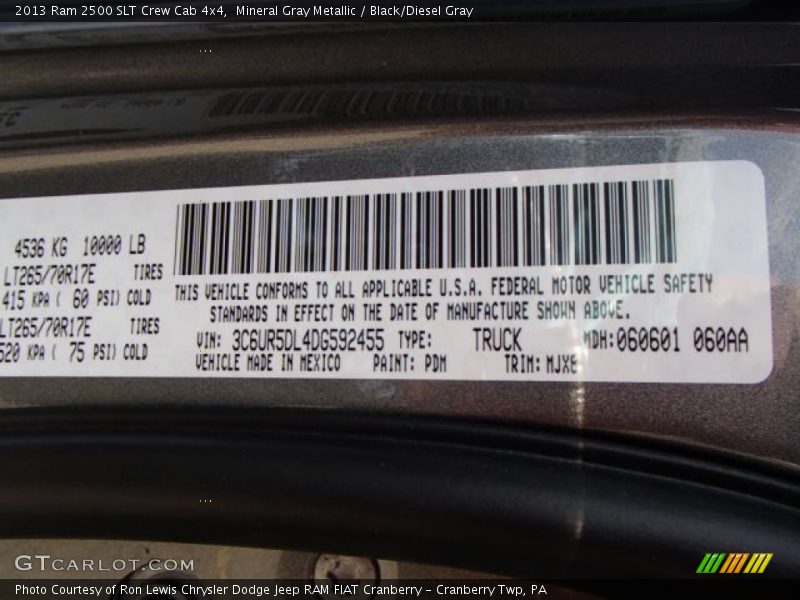 2013 Ram 2500 SLT Crew Cab 4x4, Mineral Gray Metallic / Black/Diesel Gray
4536 KG 10000 LB
LT265/70R17E TIRES
415 KPA ( 60 PSI) COLD
LT265/70R17E TIRES
520 KPA ( 75 PSI) COLD
THIS VEHICLE CONFORMS TO ALL APPLICABLE U.S.A. FEDERAL MOTOR VEHICLE SAFETY
STANDARDS IN EFFECT ON THE DATE OF MANUFACTURE SHOWN ABOVE.
VIN: 3C6UR5DL4DG592455 TYPE: TRUCK MDH:060601 060AA
VEHICLE MADE IN MEXICO PAINT: PDM TRIM: MJXE
GTCARLOT.COM
Photo Courtesy of Ron Lewis Chrysler Dodge Jeep RAM FIAT Cranberry – Cranberry Twp, PA